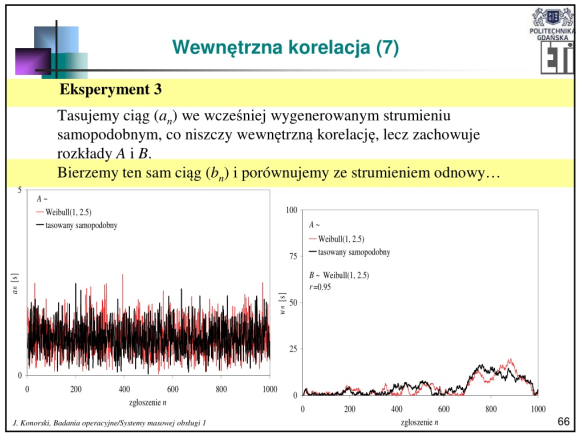 POLITECHNIKA
GDAŃSKA
ETI
Wewnętrzna korelacja (7)
Eksperyment 3
Tasujemy ciąg (an) we wcześniej wygenerowanym strumieniu
samopodobnym, co niszczy wewnętrzną korelację, lecz zachowuje
rozkłady A i B.
Bierzemy ten sam ciąg (bn) i porównujemy ze strumieniem odnowy…
5
A ~
Weibull(1, 2.5)
tasowany samopodobny
an [s]
0
0 200 400 600 800 1000
zgłoszenie n
100
A ~
Weibull(1, 2.5)
tasowany samopodobny
75
B ~ Weibull(1, 2.5)
r=0.95
wn [s]
50
25
0
0 200 400 600 800 1000
zgłoszenie n
J. Konorski, Badania operacyjne/Systemy masowej obsługi 1
66